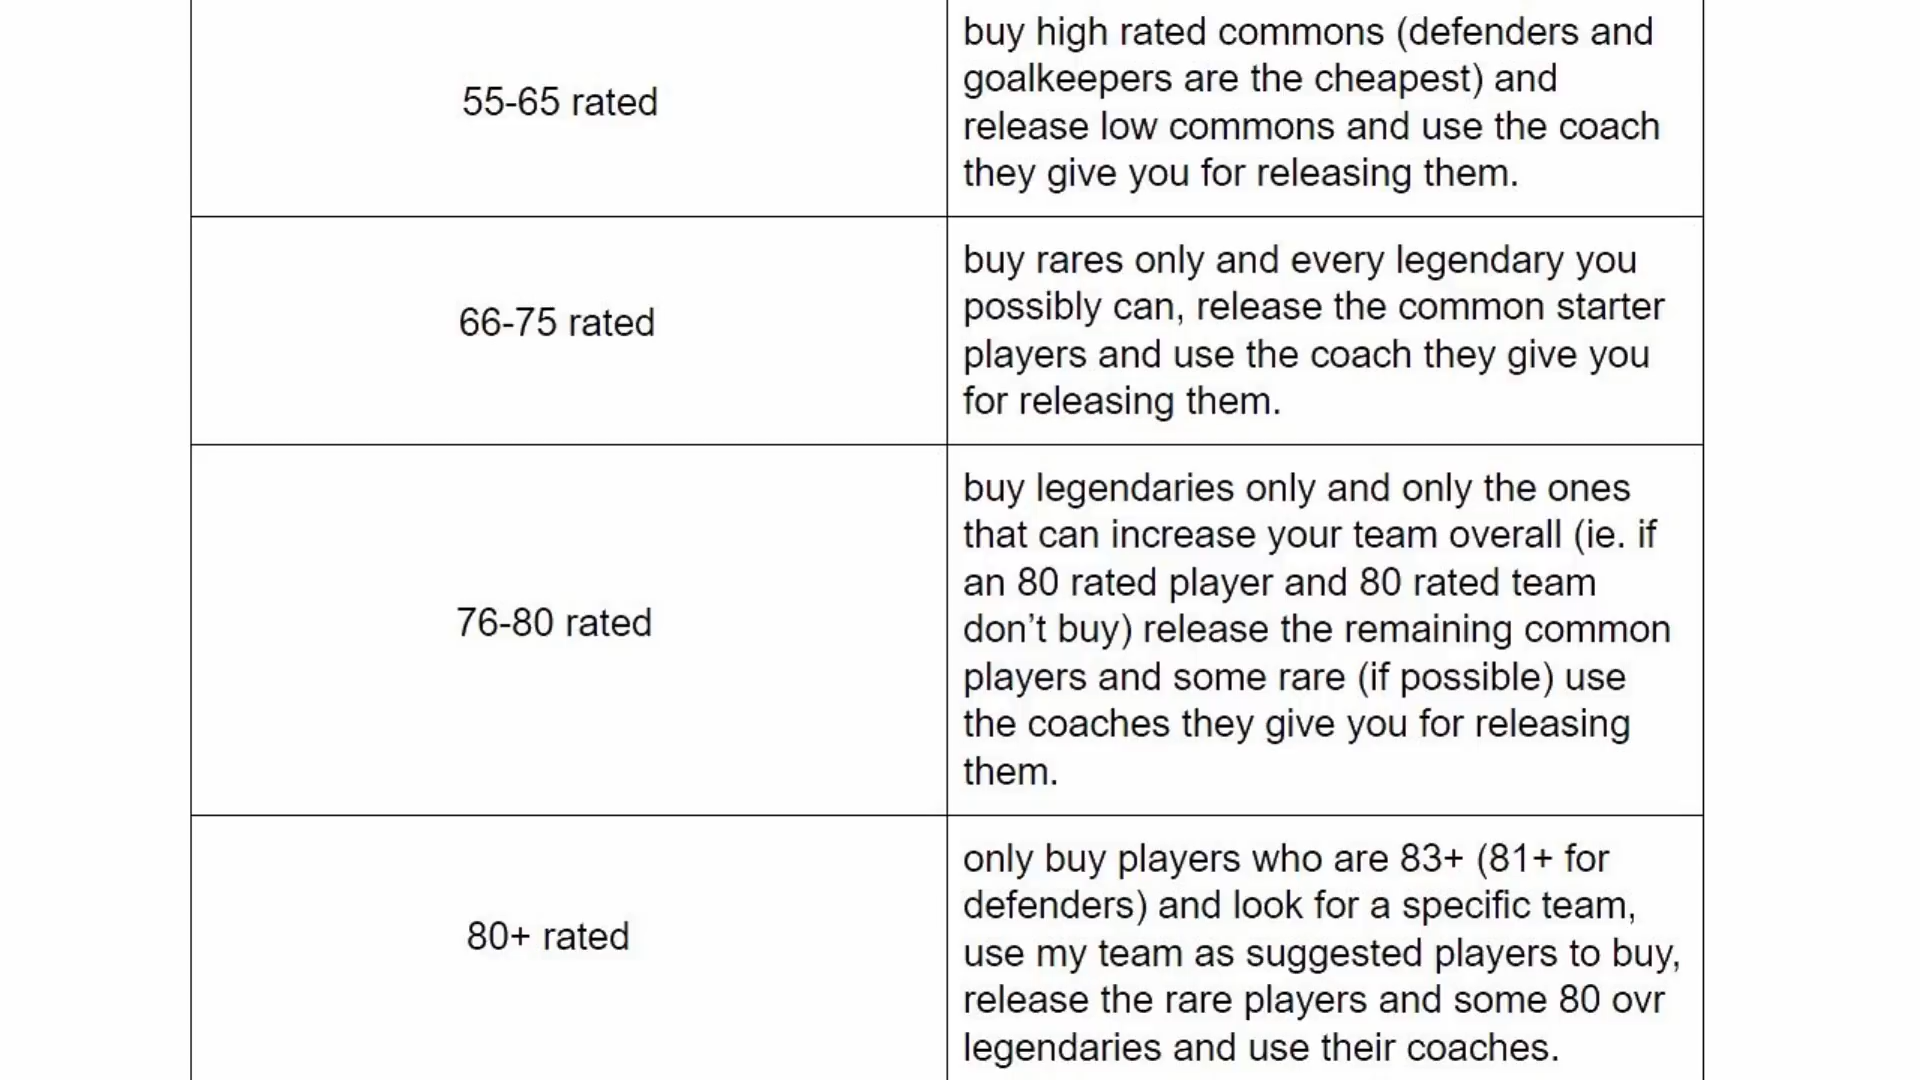 55-65 rated
buy high rated commons (defenders and
goalkeepers are the cheapest) and
release low commons and use the coach
they give you for releasing them.
66-75 rated
buy rares only and every legendary you
possibly can, release the common starter
players and use the coach they give you
for releasing them.
76-80 rated
buy legendaries only and only the ones
that can increase your team overall (ie. if
an 80 rated player and 80 rated team
don’t buy) release the remaining common
players and some rare (if possible) use
the coaches they give you for releasing
them.
80+ rated
only buy players who are 83+ (81+ for
defenders) and look for a specific team,
use my team as suggested players to buy,
release the rare players and some 80 ovr
legendaries and use their coaches.